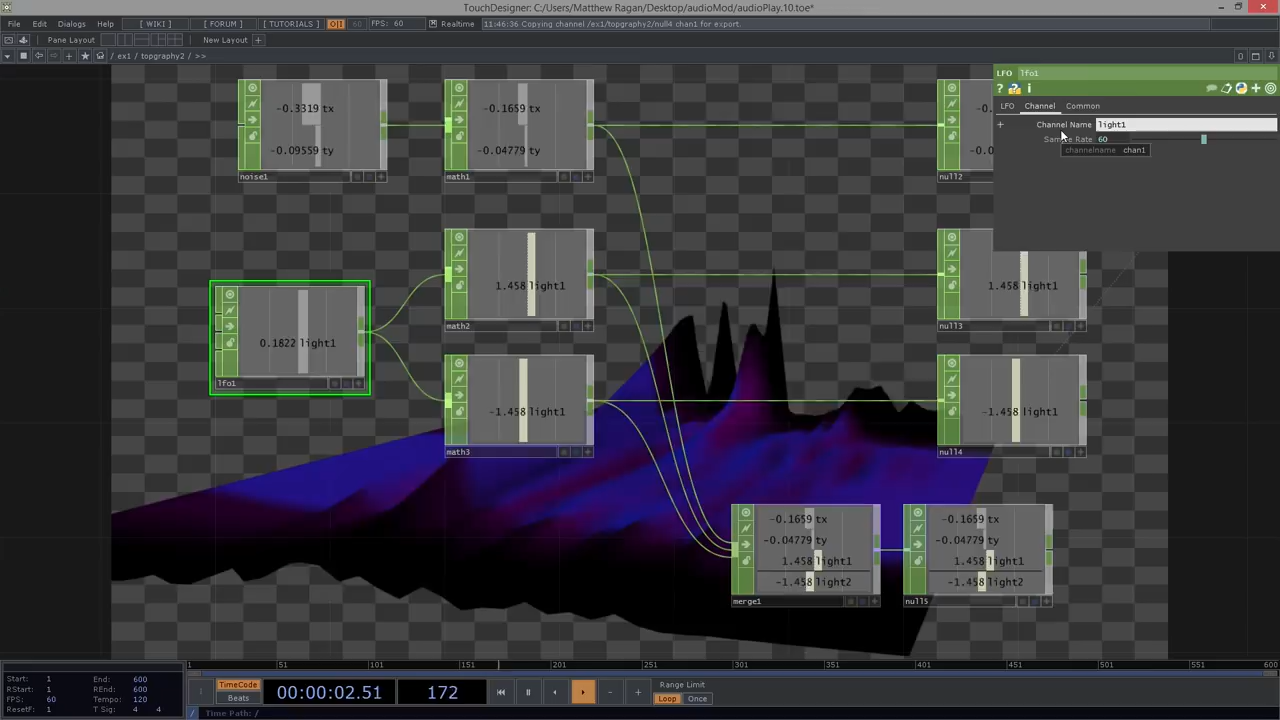 TouchDesigner: C:/Users/Matthew Ragan/Desktop/audioMod/audioPlay.10.toe*
File Edit Dialogs Help [ WIKI ] [ FORUM ] [ TUTORIALS ] OI FPS: 60 Realtime 11:46:36 Copying channel /ex1/topgraphy2/null4 chan1 for export.
Pane Layout New Layout +
/ ex1 / topgraphy2 / >>
LFO lfo1
? i
LFO Channel Common
+ Channel Name light1
Sample Rate 60
channelname chan1
-0.3319 tx
-0.09559 ty
noise1
-0.1659 tx
-0.04779 ty
math1
null2
0.1822 light1
lfo1
1.458 light1
math2
1.458 light1
null3
-1.458 light1
math3
-1.458 light1
null4
-0.1659 tx
-0.04779 ty
1.458 light1
-1.458 light2
merge1
-0.1659 tx
-0.04779 ty
1.458 light1
-1.458 light2
null5
1 51 101 151 201 251 301 351 401 451 501 551 600
Start: 1 End: 600
RStart: 1 REnd: 600
FPS: 60 Tempo: 120
ResetF: 1 T Sig: 4 4
TimeCode
Beats
00:00:02.51
172
Range Limit
Loop Once
/ Time Path: /